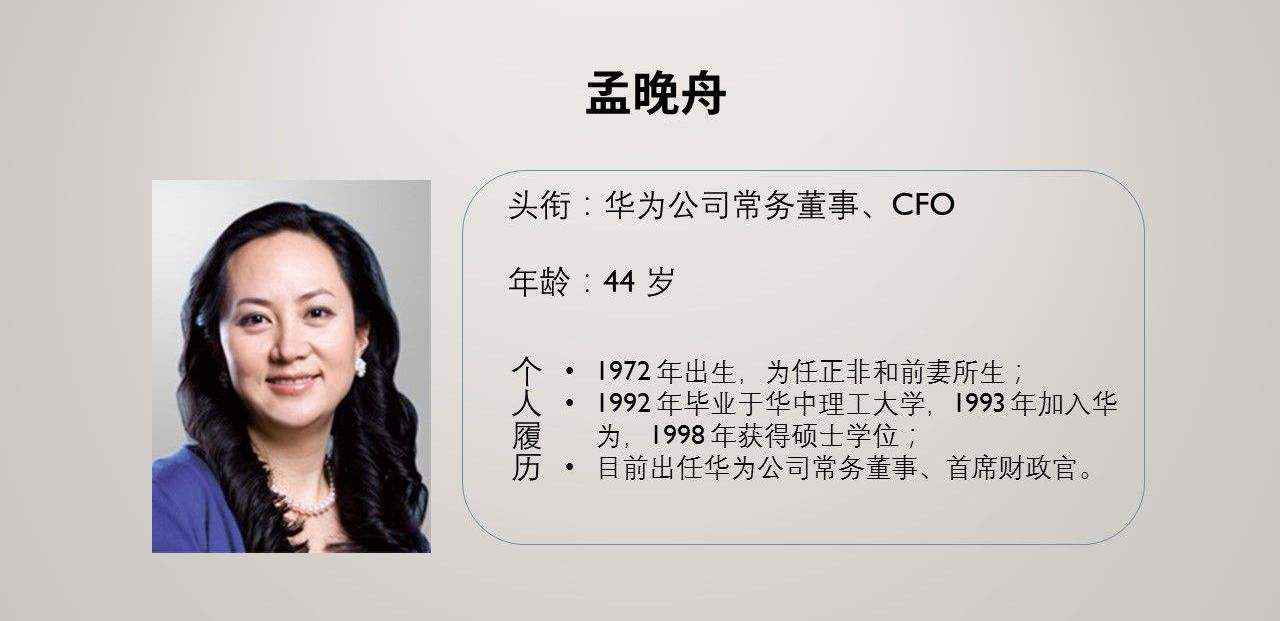 孟晚舟
头衔：华为公司常务董事、CFO
年龄：44 岁
个人履历
• 1972 年出生，为任正非和前妻所生；
• 1992 年毕业于华中理工大学，1993 年加入华
为，1998 年获得硕士学位；
• 目前出任华为公司常务董事、首席财政官。